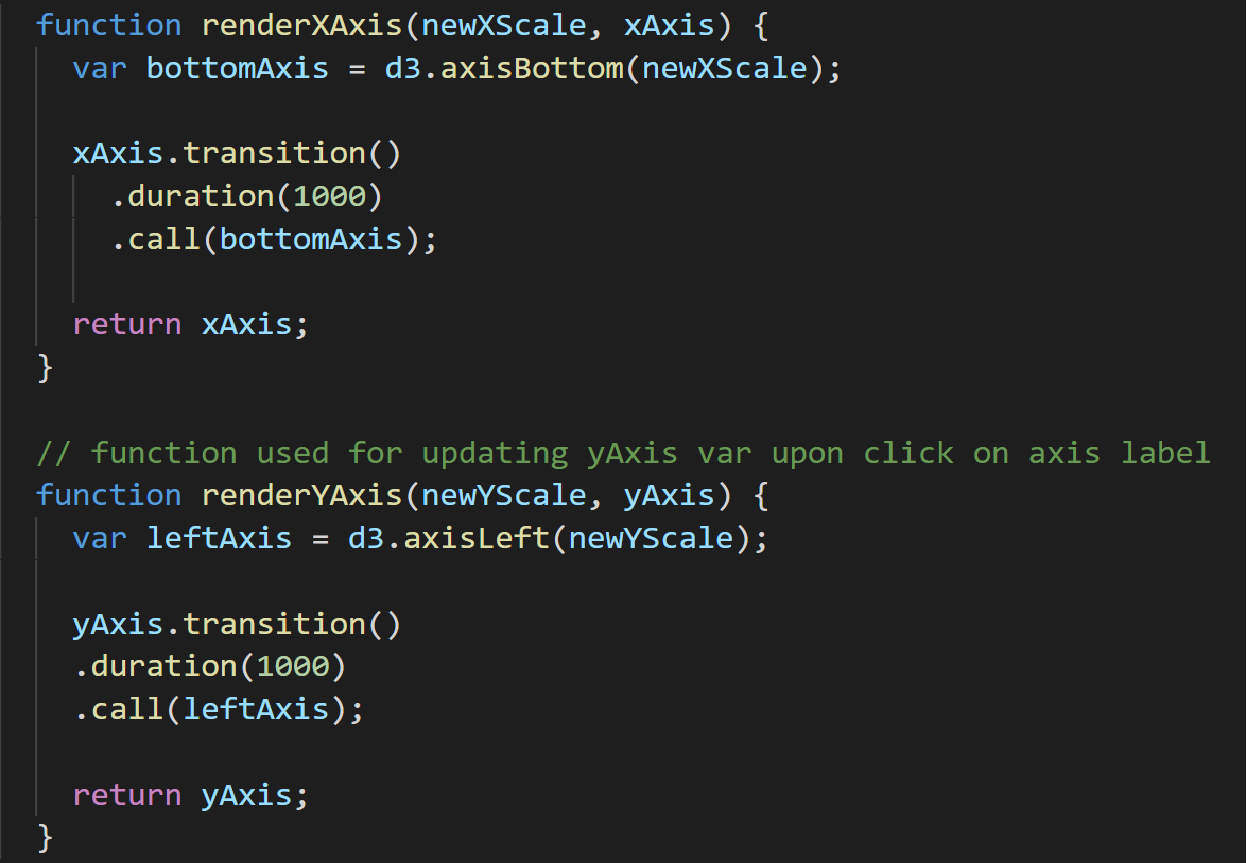 function renderXAxis(newXScale, xAxis) {
  var bottomAxis = d3.axisBottom(newXScale);

  xAxis.transition()
    .duration(1000)
    .call(bottomAxis);

  return xAxis;
}

// function used for updating yAxis var upon click on axis label
function renderYAxis(newYScale, yAxis) {
  var leftAxis = d3.axisLeft(newYScale);

  yAxis.transition()
  .duration(1000)
  .call(leftAxis);

  return yAxis;
}